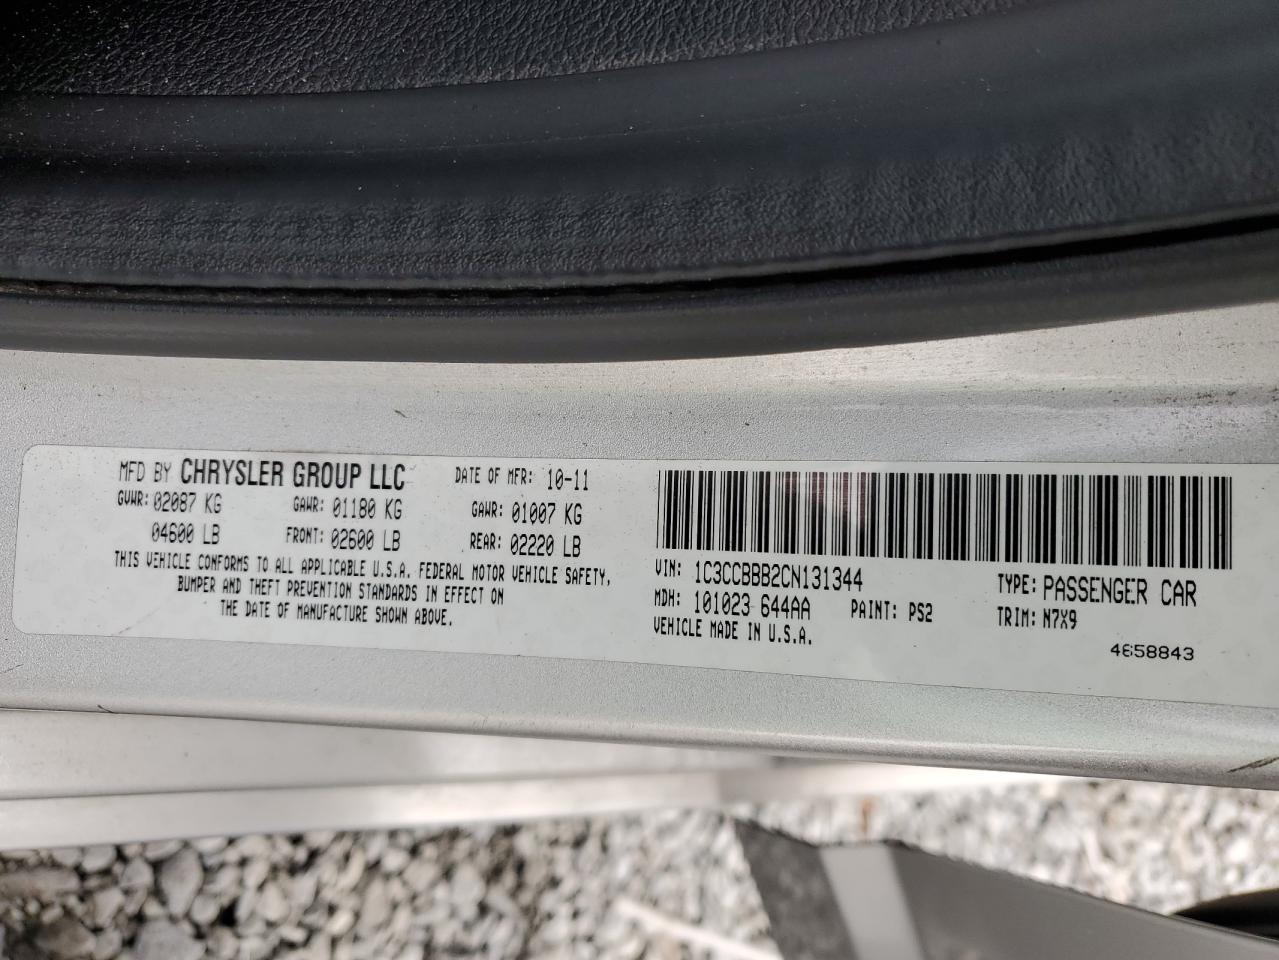 MFD BY CHRYSLER GROUP LLC DATE OF MFR: 10-11
GVWR: 02087 KG GAWR: 01180 KG GAWR: 01007 KG
04600 LB FRONT: 02600 LB REAR: 02220 LB
THIS VEHICLE CONFORMS TO ALL APPLICABLE U.S.A. FEDERAL MOTOR VEHICLE SAFETY,
BUMPER AND THEFT PREVENTION STANDARDS IN EFFECT ON
THE DATE OF MANUFACTURE SHOWN ABOVE.
VIN: 1C3CCBBB2CN131344 TYPE: PASSENGER CAR
MDH: 101023 644AA PAINT: PS2 TRIM: N7X9
VEHICLE MADE IN U.S.A.
4658843